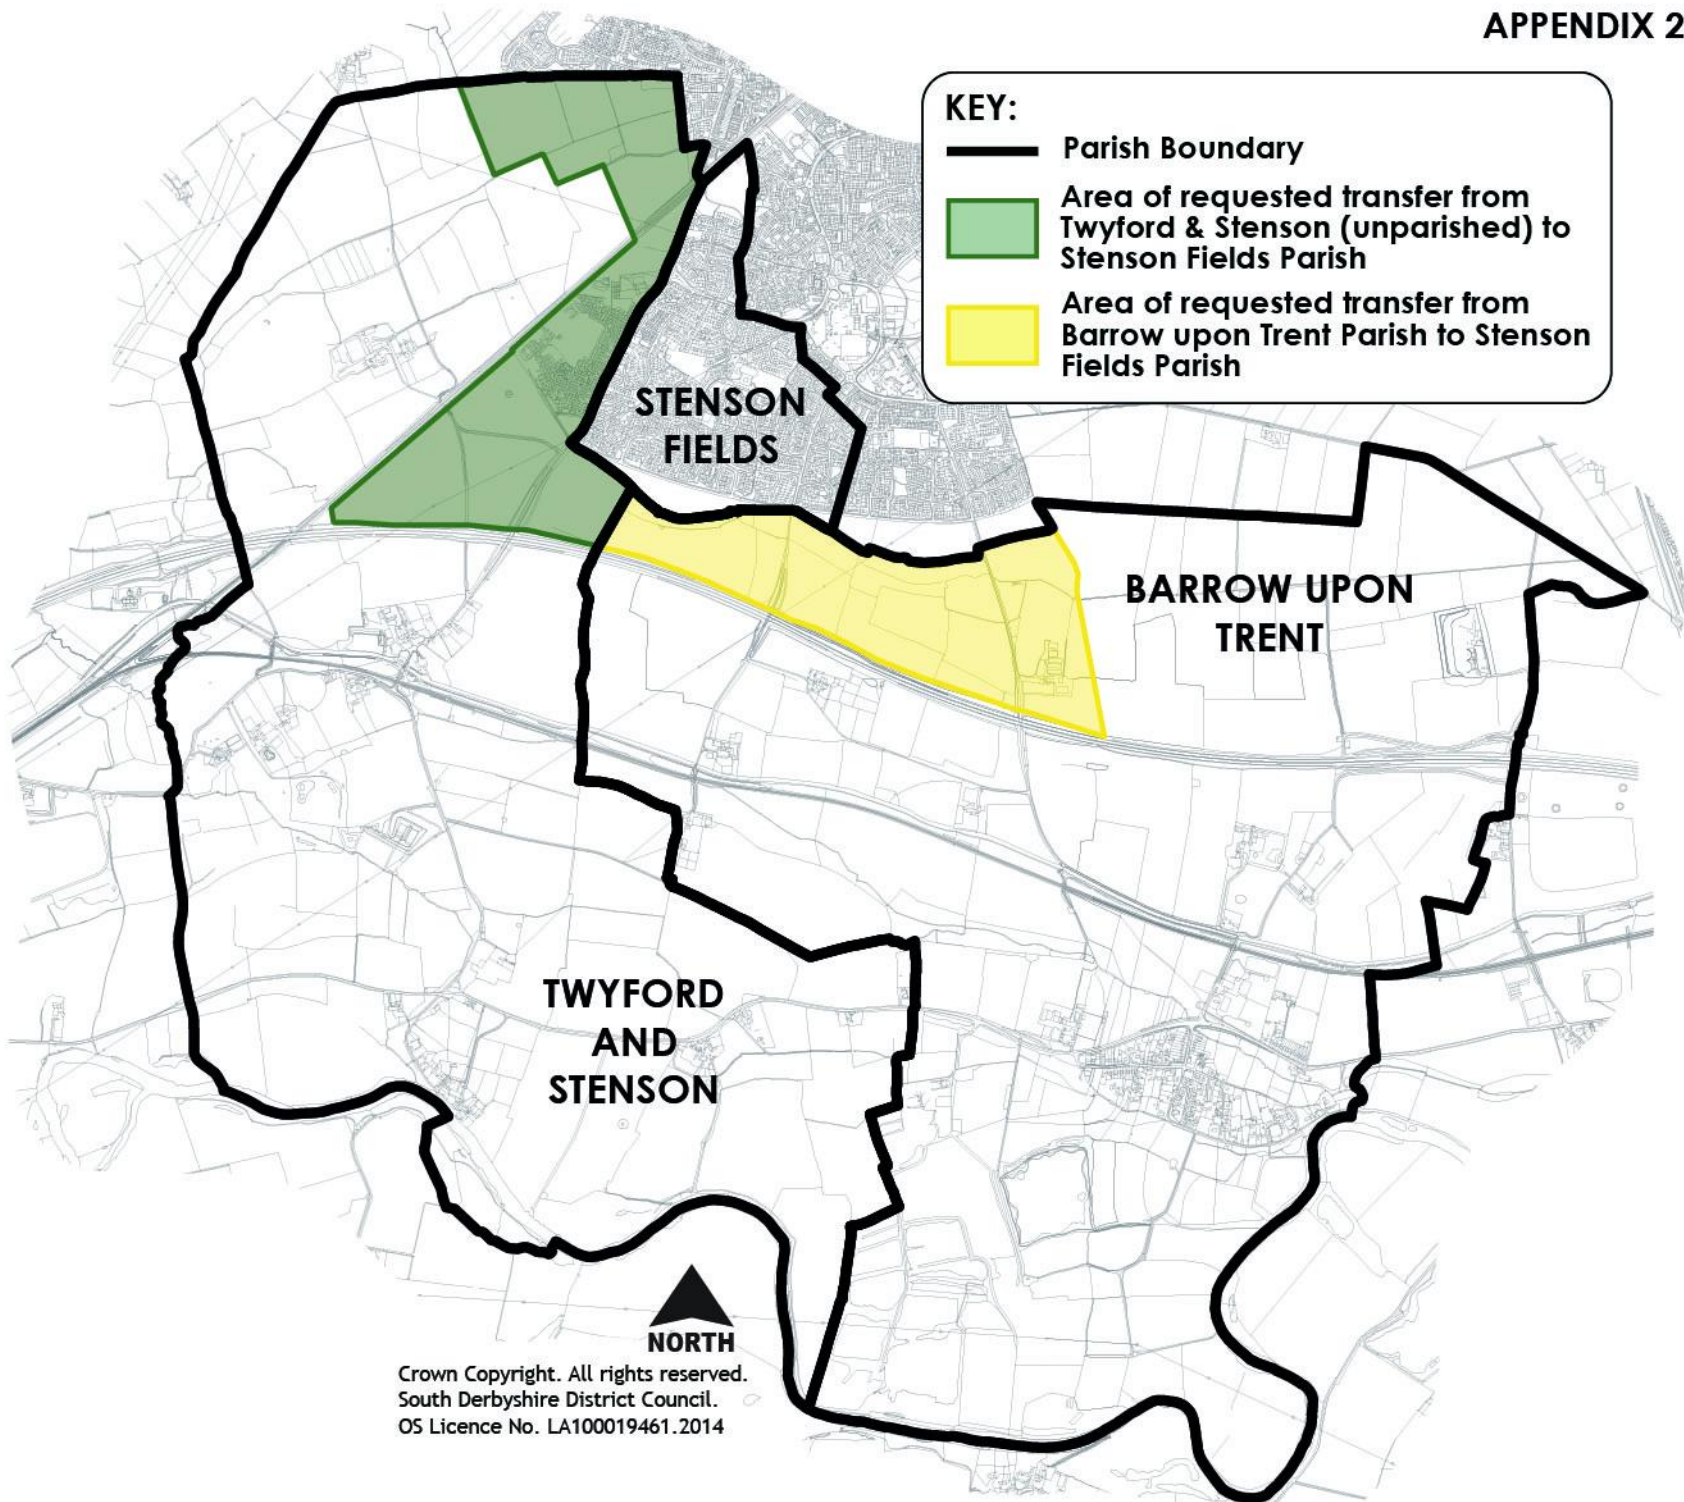 APPENDIX 2
KEY:
Parish Boundary
Area of requested transfer from
Twyford & Stenson (unparished) to
Stenson Fields Parish
Area of requested transfer from
Barrow upon Trent Parish to Stenson
Fields Parish
STENSON
FIELDS
BARROW UPON
TRENT
TWYFORD
AND
STENSON
NORTH
Crown Copyright. All rights reserved.
South Derbyshire District Council.
OS Licence No. LA100019461.2014